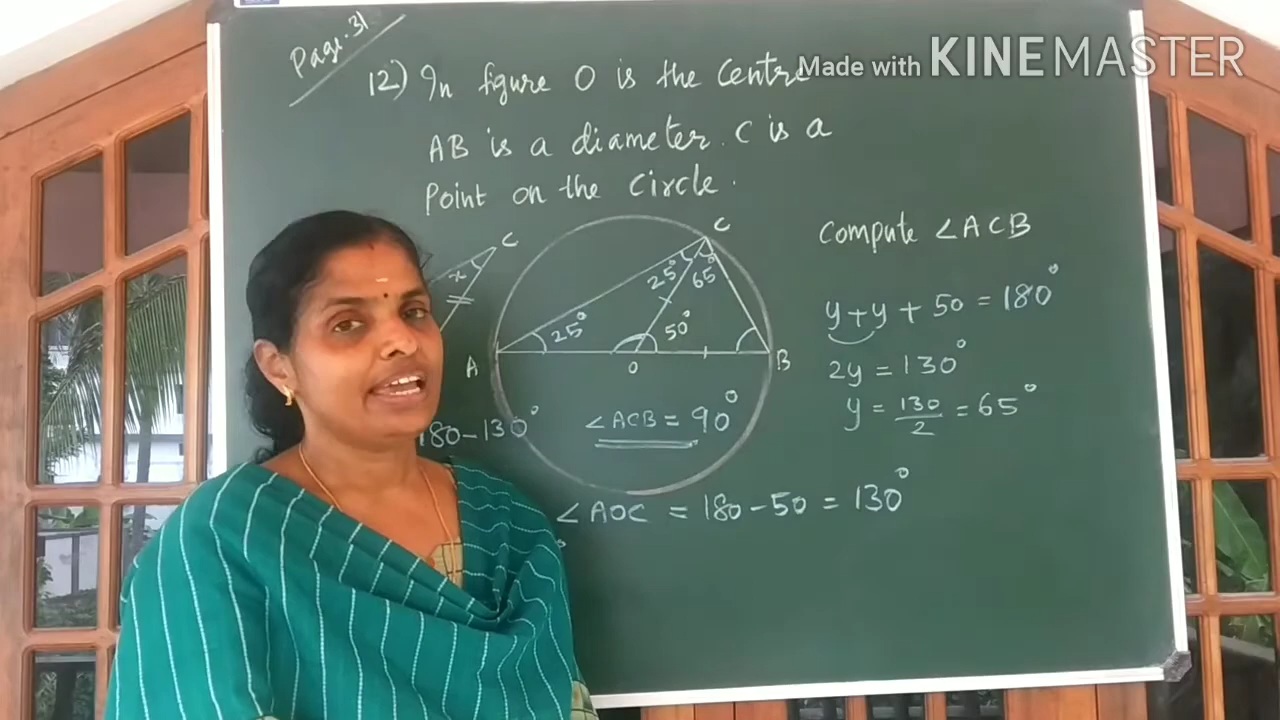 Page.31
Made with KINEMASTER
12) In figure O is the Centre
AB is a diameter. C is a
Point on the Circle.
Compute ∠ACB
C
x
C
25° 65°
25° 50°
A O B
y+y+50 = 180°
2y = 130°
y = 130/2 = 65°
180-130°
∠ACB = 90°
∠AOC = 180-50 = 130°